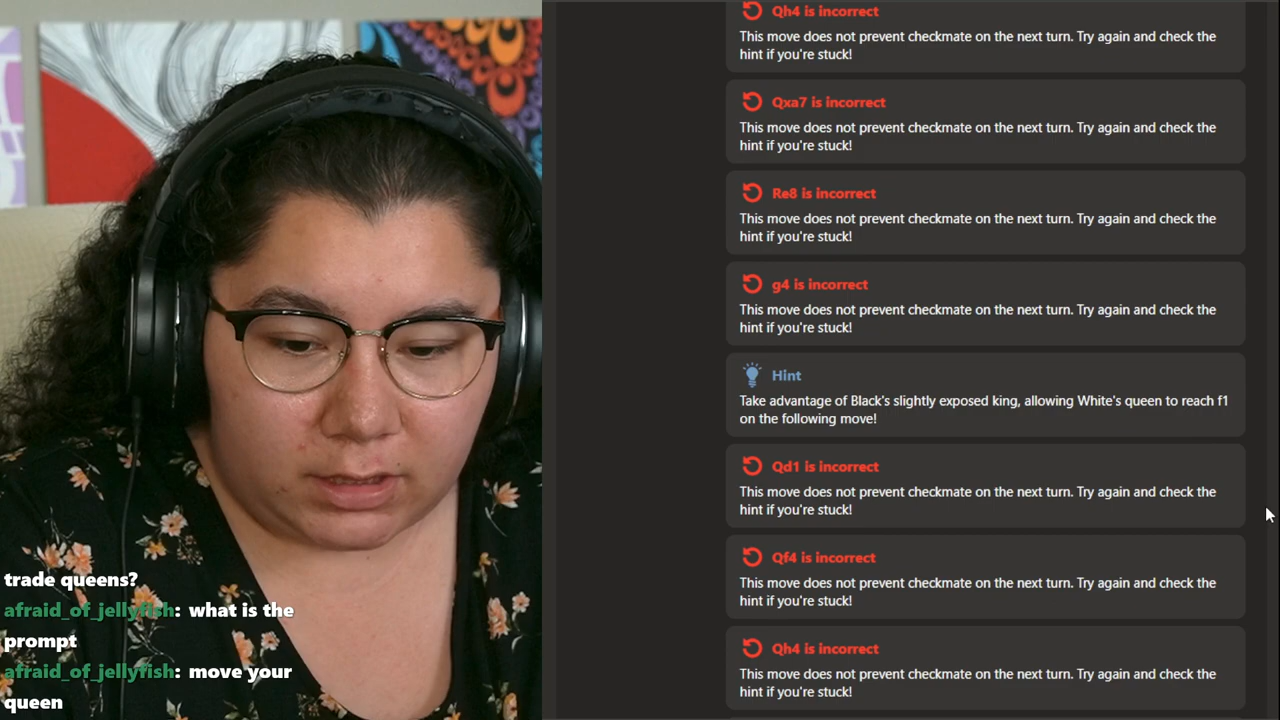 Qh4 is incorrect
This move does not prevent checkmate on the next turn. Try again and check the
hint if you're stuck!
Qxa7 is incorrect
This move does not prevent checkmate on the next turn. Try again and check the
hint if you're stuck!
Re8 is incorrect
This move does not prevent checkmate on the next turn. Try again and check the
hint if you're stuck!
g4 is incorrect
This move does not prevent checkmate on the next turn. Try again and check the
hint if you're stuck!
Hint
Take advantage of Black's slightly exposed king, allowing White's queen to reach f1
on the following move!
Qd1 is incorrect
This move does not prevent checkmate on the next turn. Try again and check the
hint if you're stuck!
Qf4 is incorrect
This move does not prevent checkmate on the next turn. Try again and check the
hint if you're stuck!
Qh4 is incorrect
This move does not prevent checkmate on the next turn. Try again and check the
hint if you're stuck!
trade queens?
afraid_of_jellyfish: what is the
prompt
afraid_of_jellyfish: move your
queen